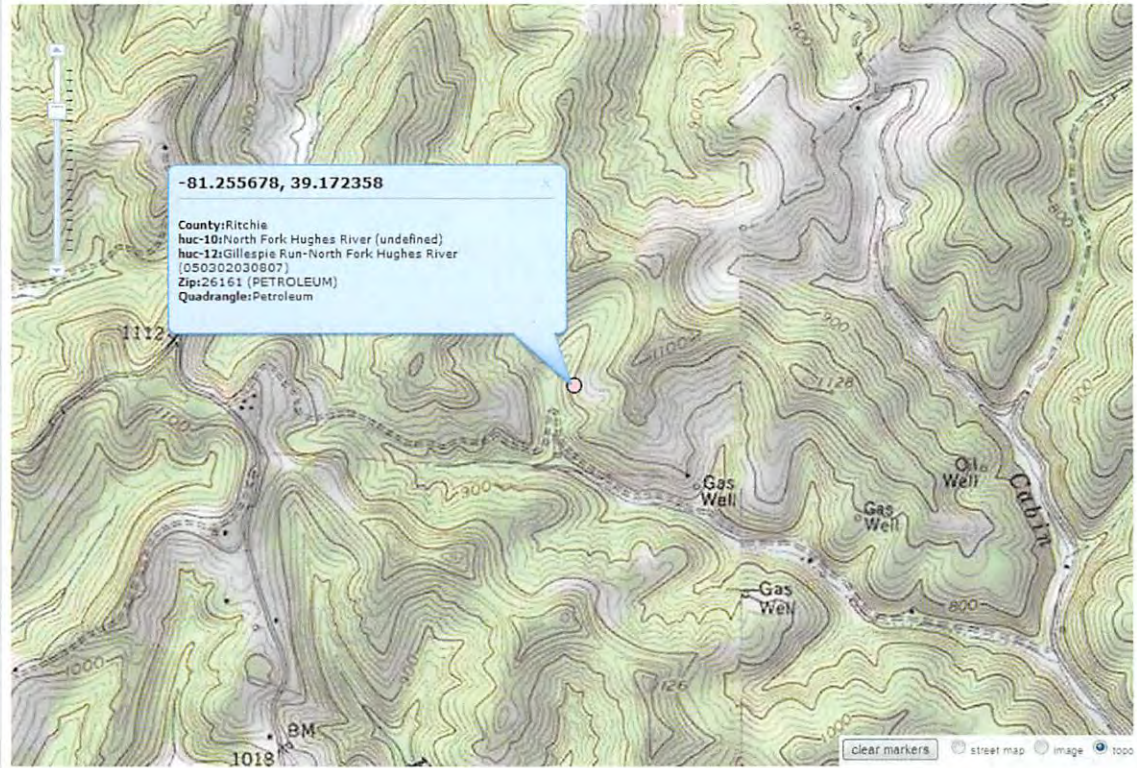 -81.255678, 39.172358
County:Ritchie
huc-10:North Fork Hughes River (undefined)
huc-12:Gillespie Run-North Fork Hughes River
(050302030807)
Zip:26161 (PETROLEUM)
Quadrangle:Petroleum
900
800
1112
1100
900
1128
1100
900
Oil
Well
Gas
Well
900
Gas
Well
Cabin
Gas
Well
800
1000
1126
1000
BM
1018
clear markers
street map
image
topo